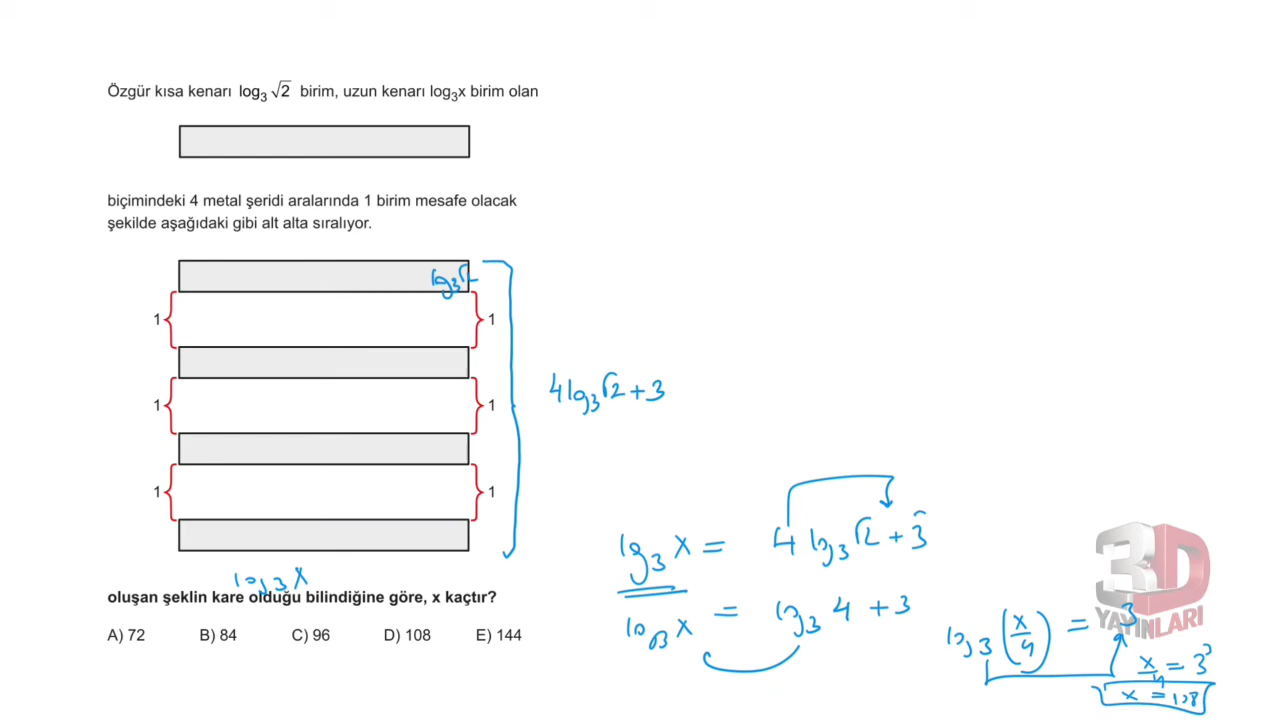 Özgür kısa kenarı log₃√2 birim, uzun kenarı log₃x birim olan
biçimindeki 4 metal şeridi aralarında 1 birim mesafe olacak
şekilde aşağıdaki gibi alt alta sıralıyor.
log₃√2
1 1
1 1
1 1
4log₃√2+3
log₃x
oluşan şeklin kare olduğu bilindiğine göre, x kaçtır?
A) 72 B) 84 C) 96 D) 108 E) 144
log₃x = 4log₃√2+3
log₃x = log₃4+3
log₃(x/4) = 3
x/4 = 3³
x = 108
3D
YAYINLARI